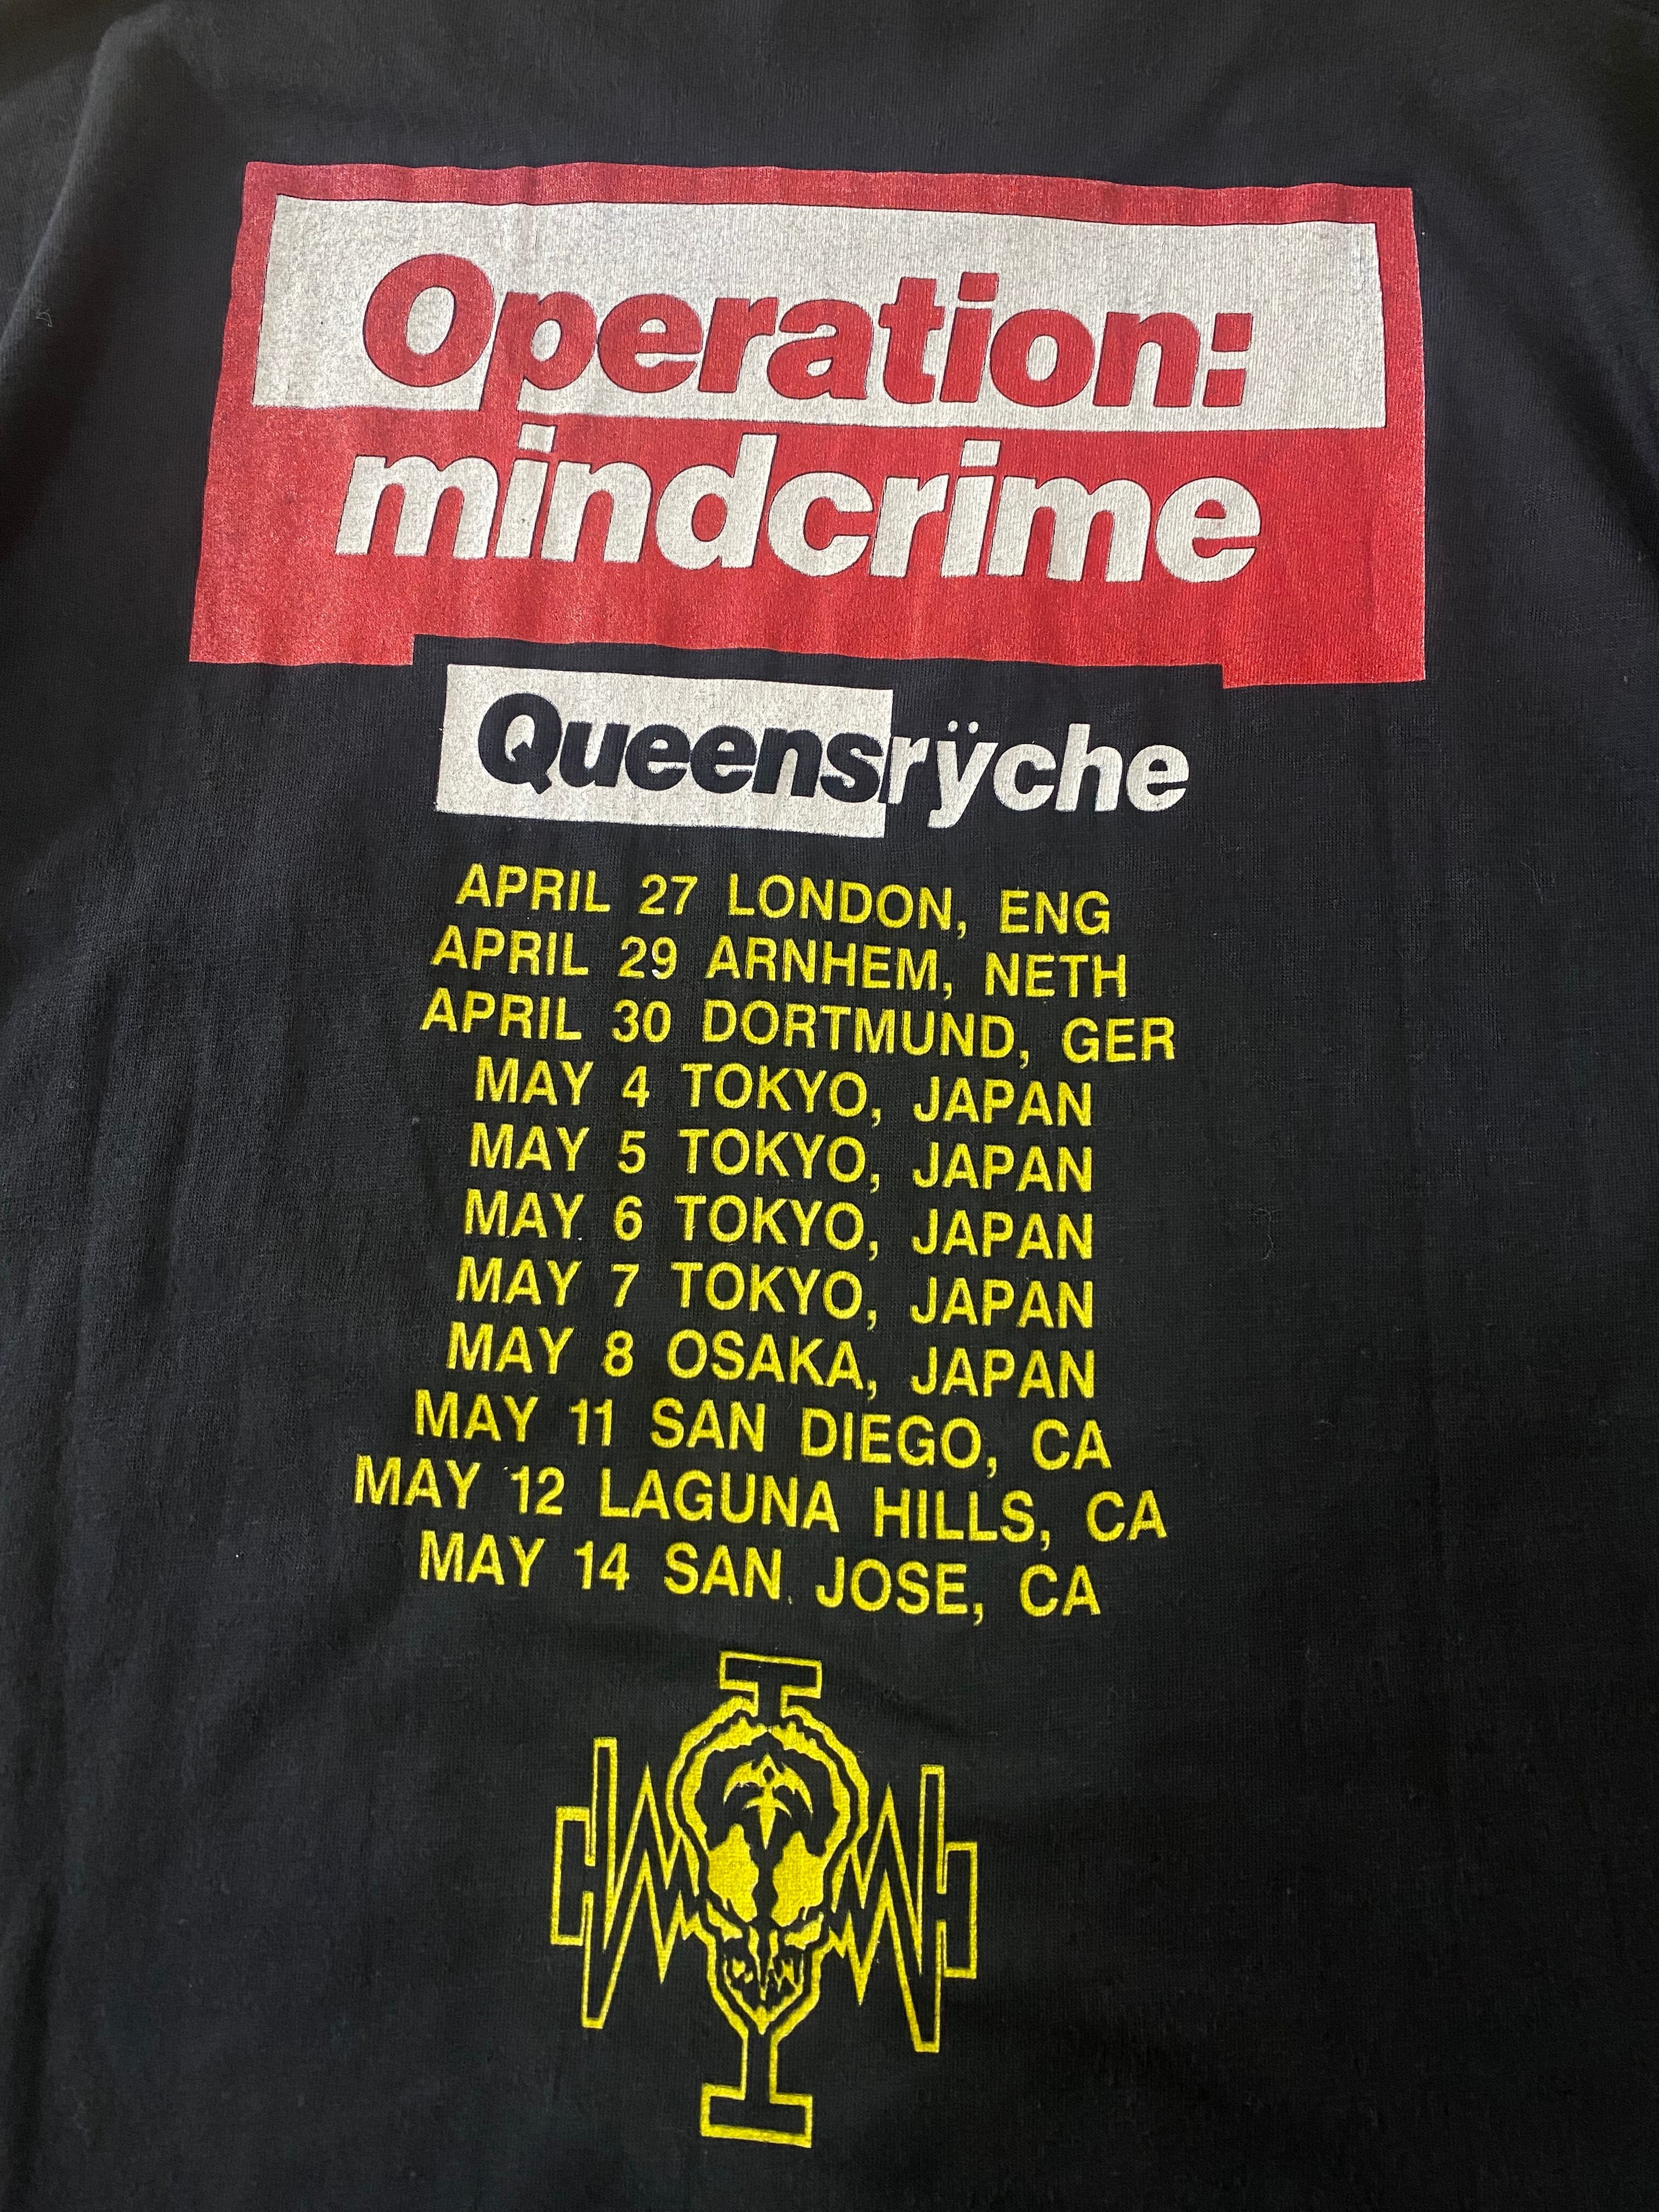 Operation:
mindcrime
Queensrÿche
APRIL 27 LONDON, ENG
APRIL 29 ARNHEM, NETH
APRIL 30 DORTMUND, GER
MAY 4 TOKYO, JAPAN
MAY 5 TOKYO, JAPAN
MAY 6 TOKYO, JAPAN
MAY 7 TOKYO, JAPAN
MAY 8 OSAKA, JAPAN
MAY 11 SAN DIEGO, CA
MAY 12 LAGUNA HILLS, CA
MAY 14 SAN JOSE, CA